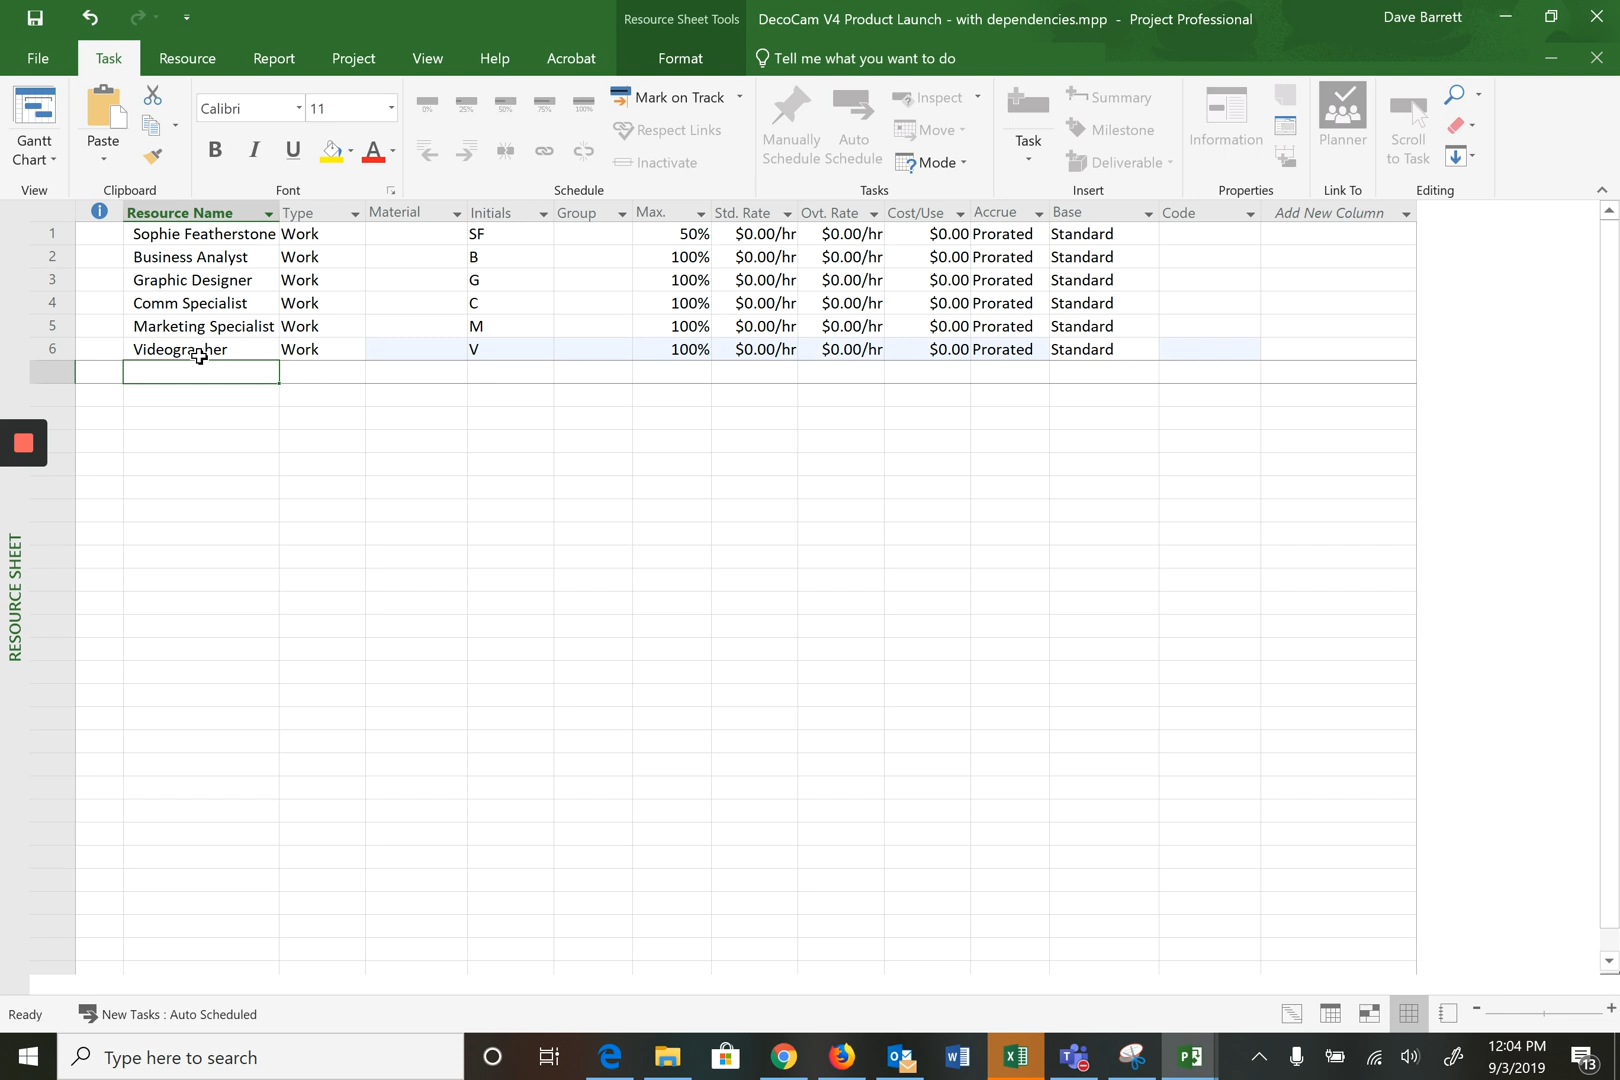 Resource Sheet Tools DecoCam V4 Product Launch - with dependencies.mpp - Project Professional Dave Barrett
File Task Resource Report Project View Help Acrobat Format Tell me what you want to do
Gantt Chart
View
Paste
Clipboard
Calibri 11
B I U A
Font
0% 25% 50% 75% 100%
Mark on Track
Respect Links
Inactivate
Schedule
Manually Schedule
Auto Schedule
Inspect
Move
Mode
Tasks
Task
Summary
Milestone
Deliverable
Insert
Information
Properties
Planner
Scroll to Task
Link To
Editing
Resource Name Type Material Initials Group Max. Std. Rate Ovt. Rate Cost/Use Accrue Base Code Add New Column
1 Sophie Featherstone Work SF 50% $0.00/hr $0.00/hr $0.00 Prorated Standard
2 Business Analyst Work B 100% $0.00/hr $0.00/hr $0.00 Prorated Standard
3 Graphic Designer Work G 100% $0.00/hr $0.00/hr $0.00 Prorated Standard
4 Comm Specialist Work C 100% $0.00/hr $0.00/hr $0.00 Prorated Standard
5 Marketing Specialist Work M 100% $0.00/hr $0.00/hr $0.00 Prorated Standard
6 Videographer Work V 100% $0.00/hr $0.00/hr $0.00 Prorated Standard
RESOURCE SHEET
Ready New Tasks : Auto Scheduled
Type here to search
12:04 PM
9/3/2019
13